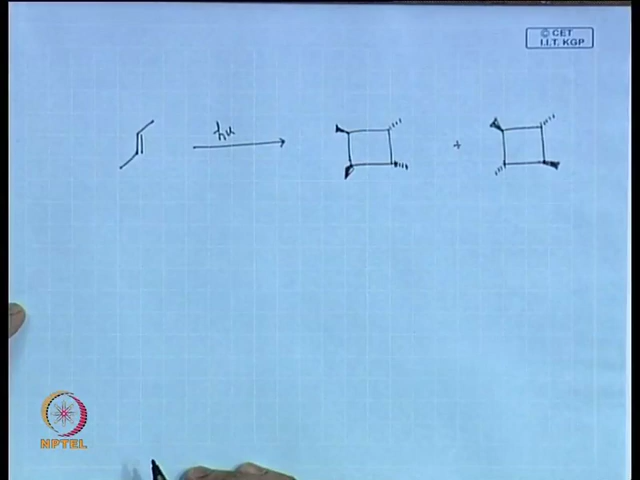 © CET
I.I.T. KGP
hν
+
NPTEL